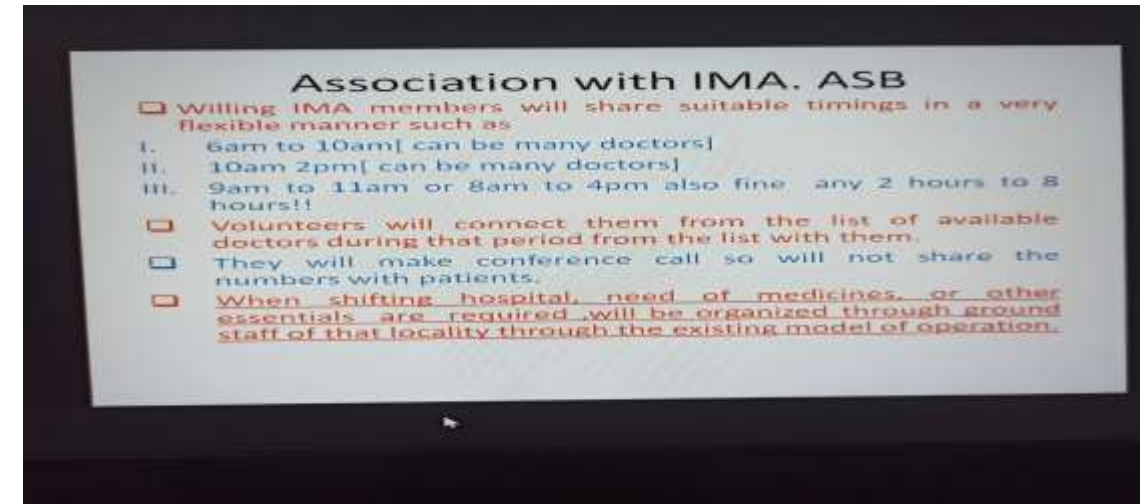 Association with IMA. ASB
Willing IMA members will share suitable timings in a very
flexible manner such as
I. 6am to 10am[ can be many doctors]
II. 10am 2pm[ can be many doctors]
III. 9am to 11am or 8am to 4pm also fine any 2 hours to 8
hours!!
Volunteers will connect them from the list of available
doctors during that period from the list with them.
They will make conference call so will not share the
numbers with patients.
When shifting hospital, need of medicines, or other
essentials are required ,will be organized through ground
staff of that locality through the existing model of operation.